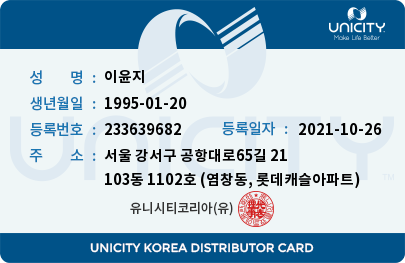 UNICITY
Make Life Better
UNICITY
성 명 : 이윤지
생년월일 : 1995-01-20
등록번호 : 233639682 등록일자 : 2021-10-26
주 소 : 서울 강서구 공항대로65길 21
103동 1102호 (염창동, 롯데캐슬아파트)
유니시티코리아(유)
UNICITY KOREA DISTRIBUTOR CARD